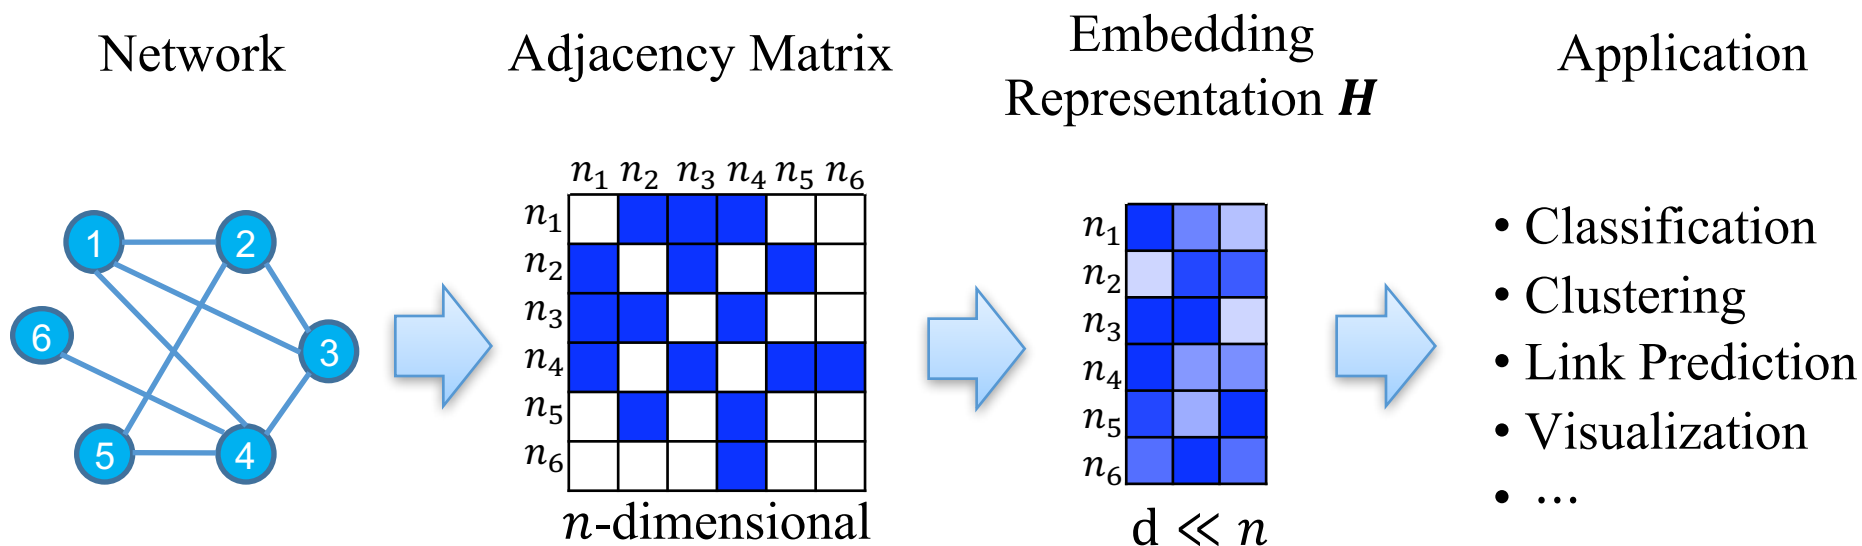 Network
Adjacency Matrix
Embedding
Representation H
Application
1
2
3
4
5
6
n₁ n₂ n₃ n₄ n₅ n₆
n₁
n₂
n₃
n₄
n₅
n₆
n-dimensional
n₁
n₂
n₃
n₄
n₅
n₆
d ≪ n
• Classification
• Clustering
• Link Prediction
• Visualization
• ...